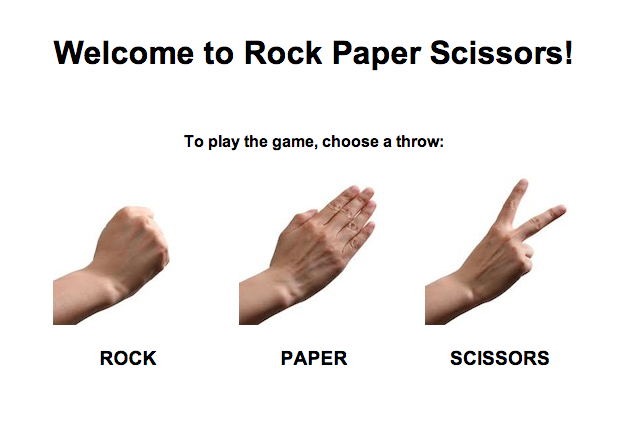 Welcome to Rock Paper Scissors!
To play the game, choose a throw:
ROCK PAPER SCISSORS